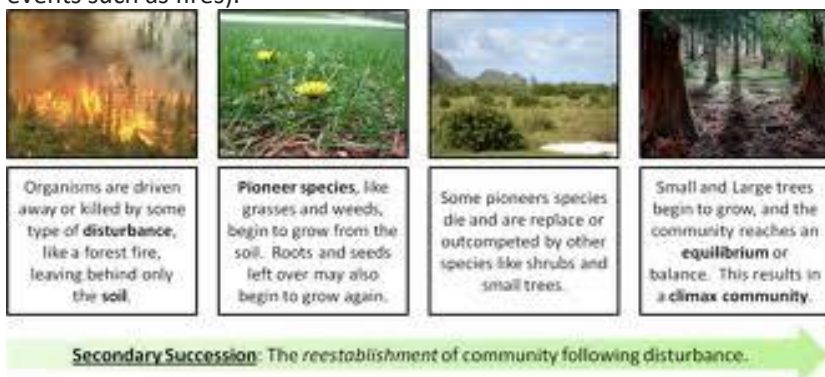 events such as fires).
Organisms are driven
away or killed by some
type of disturbance,
like a forest fire,
leaving behind only
the soil.
Pioneer species, like
grasses and weeds,
begin to grow from the
soil. Roots and seeds
left over may also
begin to grow again.
Some pioneers species
die and are replace or
outcompeted by other
species like shrubs and
small trees.
Small and Large trees
begin to grow, and the
community reaches an
equilibrium or
balance. This results in
a climax community.
Secondary Succession: The reestablishment of community following disturbance.